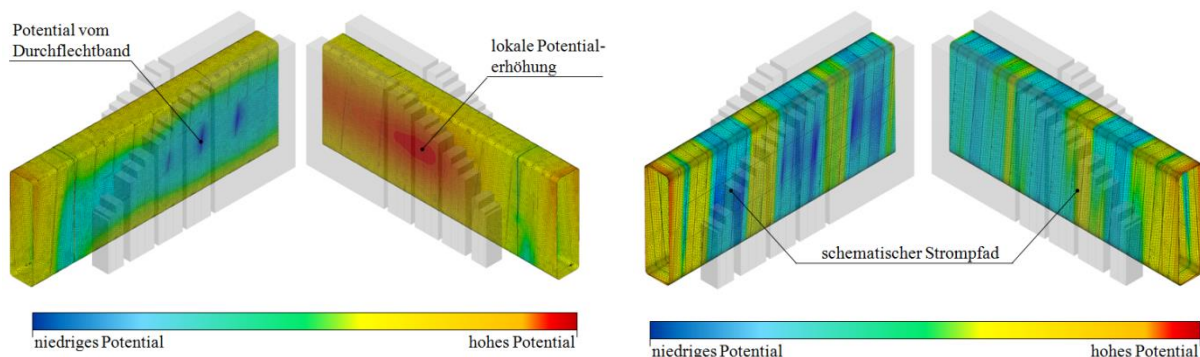 Potential vom
Durchflechtband
lokale Potential-
erhöhung
niedriges Potential
hohes Potential
schematischer Strompfad
niedriges Potential
hohes Potential